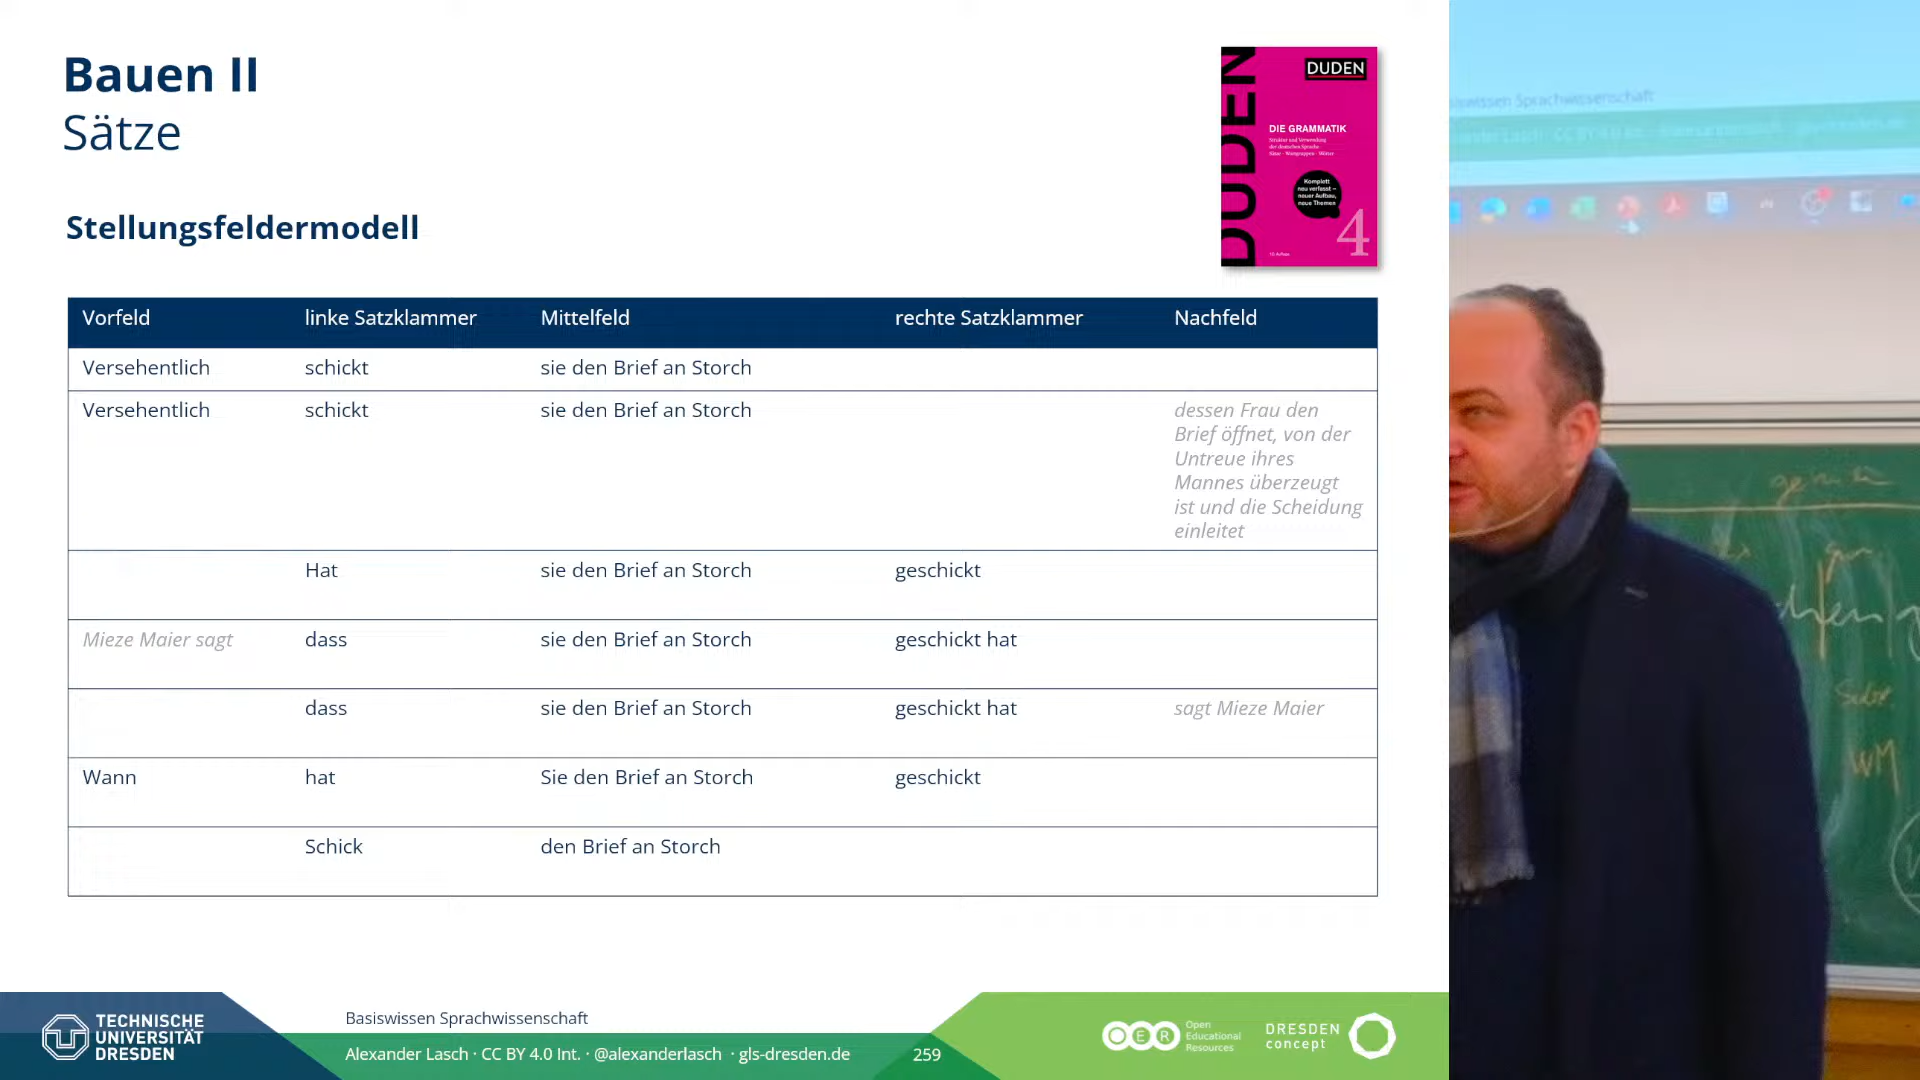 Bauen II
Sätze
Stellungsfeldermodell
DUDEN
DUDEN
DIE GRAMMATIK
Struktur und Verwendung
der deutschen Sprache
Sätze · Wortgruppen · Wörter
Komplett
neu verfasst –
neuer Aufbau,
neue Themen
4
Vorfeld linke Satzklammer Mittelfeld rechte Satzklammer Nachfeld
Versehentlich schickt sie den Brief an Storch
Versehentlich schickt sie den Brief an Storch dessen Frau den
Brief öffnet, von der
Untreue ihres
Mannes überzeugt
ist und die Scheidung
einleitet
Hat sie den Brief an Storch geschickt
Mieze Maier sagt dass sie den Brief an Storch geschickt hat
dass sie den Brief an Storch geschickt hat sagt Mieze Maier
Wann hat Sie den Brief an Storch geschickt
Schick den Brief an Storch
TECHNISCHE
UNIVERSITÄT
DRESDEN
Basiswissen Sprachwissenschaft
Alexander Lasch · CC BY 4.0 Int. · @alexanderlasch · gls-dresden.de 259
OER Open
Educational
Resources
DRESDEN
concept
Sprachwissenschaft
WM